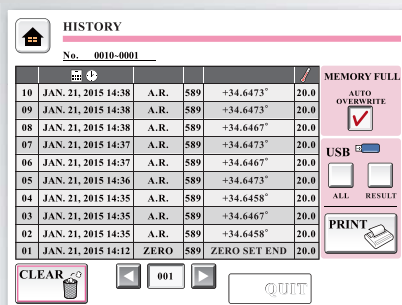 HISTORY
No. 0010~0001
10 JAN. 21, 2015 14:38 A.R. 589 +34.6473° 20.0
09 JAN. 21, 2015 14:38 A.R. 589 +34.6473° 20.0
08 JAN. 21, 2015 14:38 A.R. 589 +34.6467° 20.0
07 JAN. 21, 2015 14:37 A.R. 589 +34.6473° 20.0
06 JAN. 21, 2015 14:37 A.R. 589 +34.6467° 20.0
05 JAN. 21, 2015 14:36 A.R. 589 +34.6473° 20.0
04 JAN. 21, 2015 14:35 A.R. 589 +34.6458° 20.0
03 JAN. 21, 2015 14:35 A.R. 589 +34.6467° 20.0
02 JAN. 21, 2015 14:35 A.R. 589 +34.6458° 20.0
01 JAN. 21, 2015 14:12 ZERO 589 ZERO SET END 20.0
MEMORY FULL
AUTO
OVERWRITE
USB
ALL RESULT
PRINT
CLEAR
001
QUIT